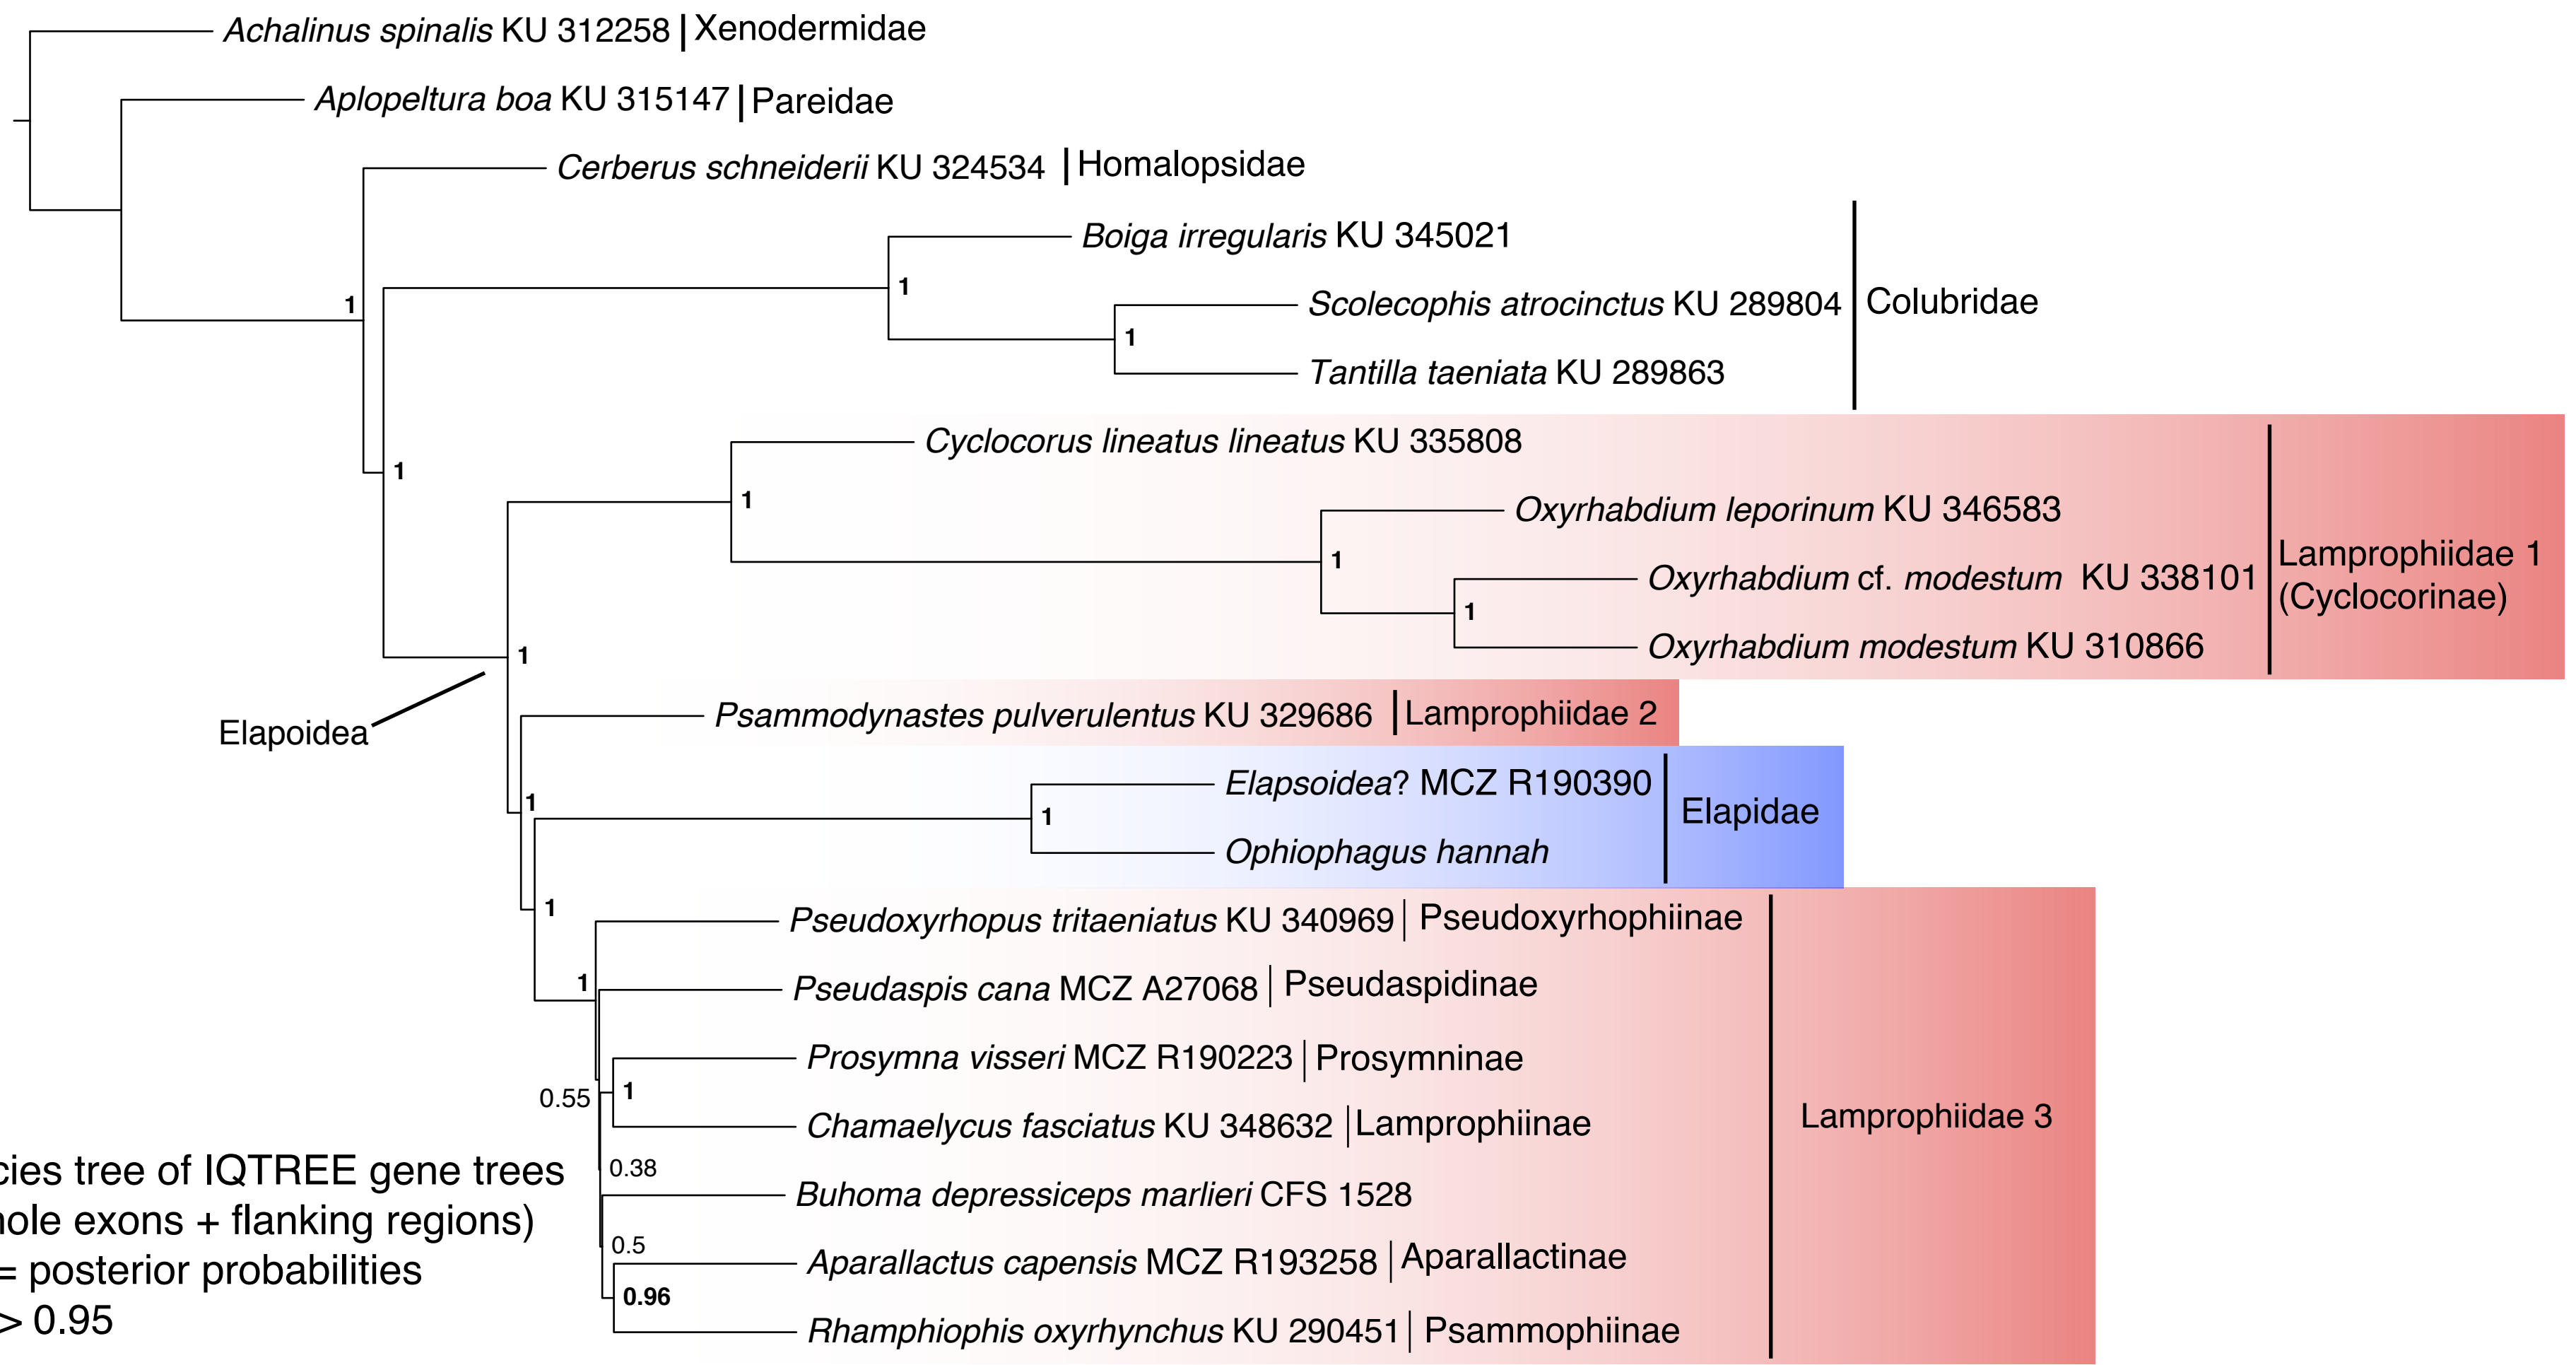 Achalinus spinalis KU 312258 | Xenodermidae
Aplopeltura boa KU 315147 | Pareidae
Cerberus schneiderii KU 324534 | Homalopsidae
Boiga irregularis KU 345021
1
Scolecophis atrocinctus KU 289804
Colubridae
1
1
Tantilla taeniata KU 289863
Cyclocorus lineatus lineatus KU 335808
1
1
Oxyrhabdium leporinum KU 346583
1
Lamprophiidae 1
(Cyclocorinae)
Oxyrhabdium cf. modestum KU 338101
1
Oxyrhabdium modestum KU 310866
1
Elapoidea
Psammodynastes pulverulentus KU 329686 | Lamprophiidae 2
Elapsoidea? MCZ R190390
1
1
Elapidae
Ophiophagus hannah
1
Pseudoxyrhopus tritaeniatus KU 340969 | Pseudoxyrhophiinae
1
Pseudaspis cana MCZ A27068 | Pseudaspidinae
Prosymna visseri MCZ R190223 | Prosymninae
0.55
1
Lamprophiidae 3
Chamaelycus fasciatus KU 348632 | Lamprophiinae
0.38
Buhoma depressiceps marlieri CFS 1528
0.5
Aparallactus capensis MCZ R193258 | Aparallactinae
0.96
Rhamphiophis oxyrhynchus KU 290451 | Psammophiinae
cies tree of IQTREE gene trees
ole exons + flanking regions)
= posterior probabilities
> 0.95